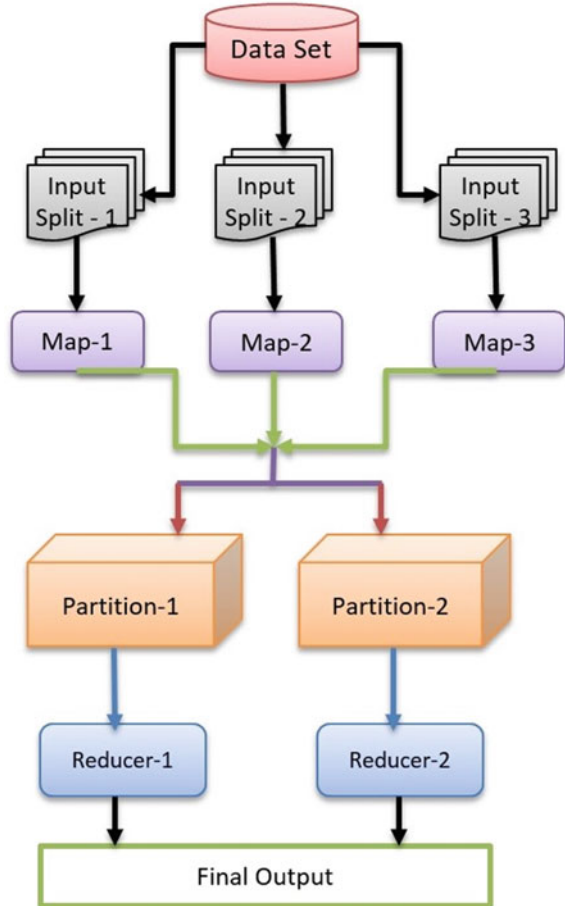 Data Set
Input
Split - 1
Input
Split - 2
Input
Split - 3
Map-1
Map-2
Map-3
Partition-1
Partition-2
Reducer-1
Reducer-2
Final Output